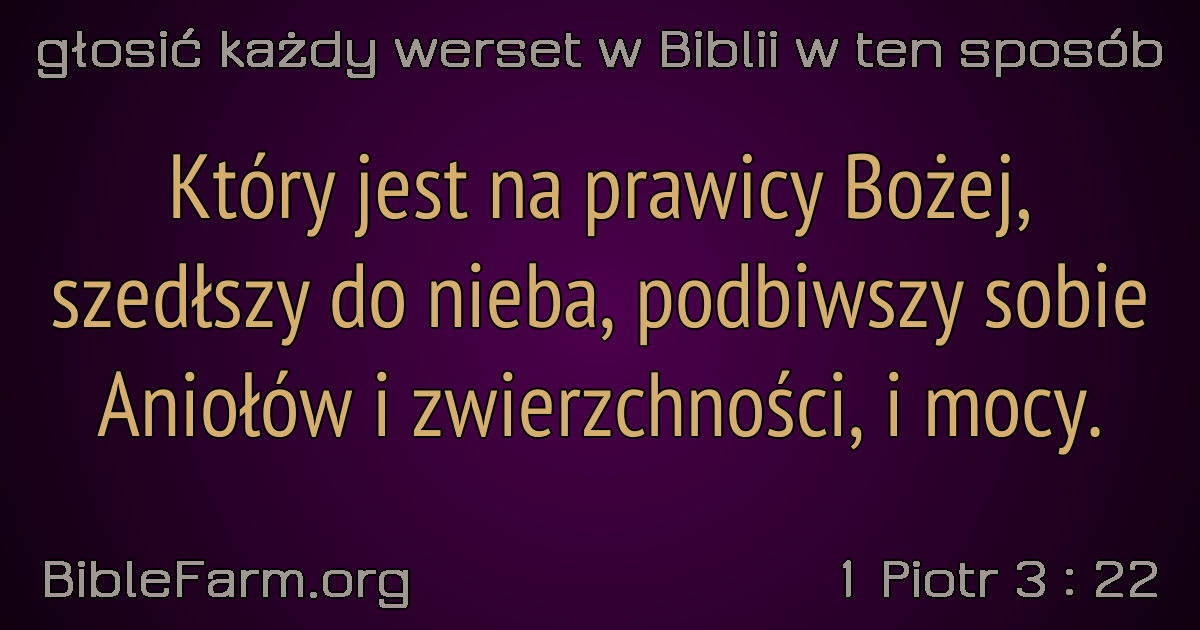 głosić każdy werset w Biblii w ten sposób
Który jest na prawicy Bożej,
szedłszy do nieba, podbiwszy sobie
Aniołów i zwierzchności, i mocy.
BibleFarm.org
1 Piotr 3 : 22